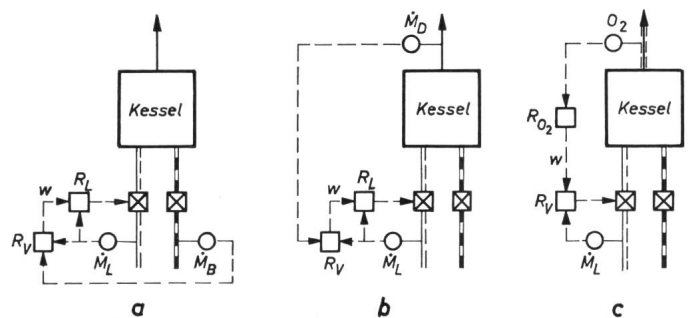 Ṁ_D
O₂
Kessel
Kessel
Kessel
R_O₂
w
R_L
w
R_L
w
R_V
R_V
Ṁ_L
Ṁ_B
R_V
Ṁ_L
Ṁ_L
a
b
c